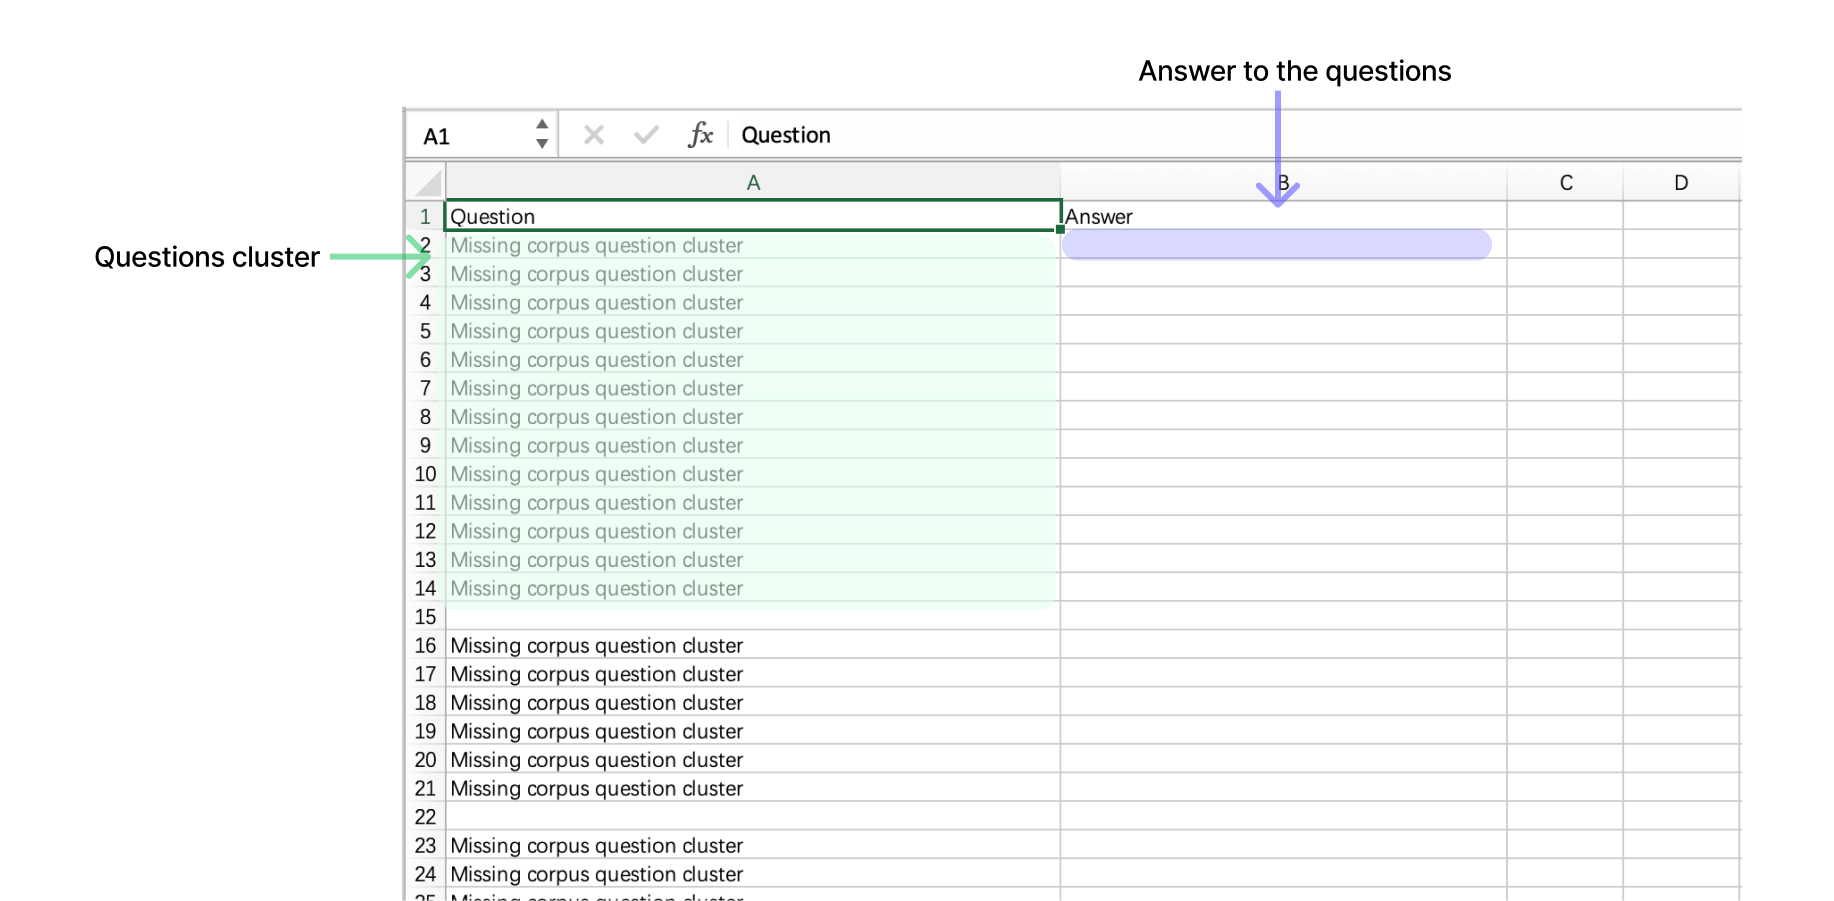 Answer to the questions
A1 fx Question
A B C D
1 Question Answer
Questions cluster
2 Missing corpus question cluster
3 Missing corpus question cluster
4 Missing corpus question cluster
5 Missing corpus question cluster
6 Missing corpus question cluster
7 Missing corpus question cluster
8 Missing corpus question cluster
9 Missing corpus question cluster
10 Missing corpus question cluster
11 Missing corpus question cluster
12 Missing corpus question cluster
13 Missing corpus question cluster
14 Missing corpus question cluster
15
16 Missing corpus question cluster
17 Missing corpus question cluster
18 Missing corpus question cluster
19 Missing corpus question cluster
20 Missing corpus question cluster
21 Missing corpus question cluster
22
23 Missing corpus question cluster
24 Missing corpus question cluster
25 Missing corpus question cluster